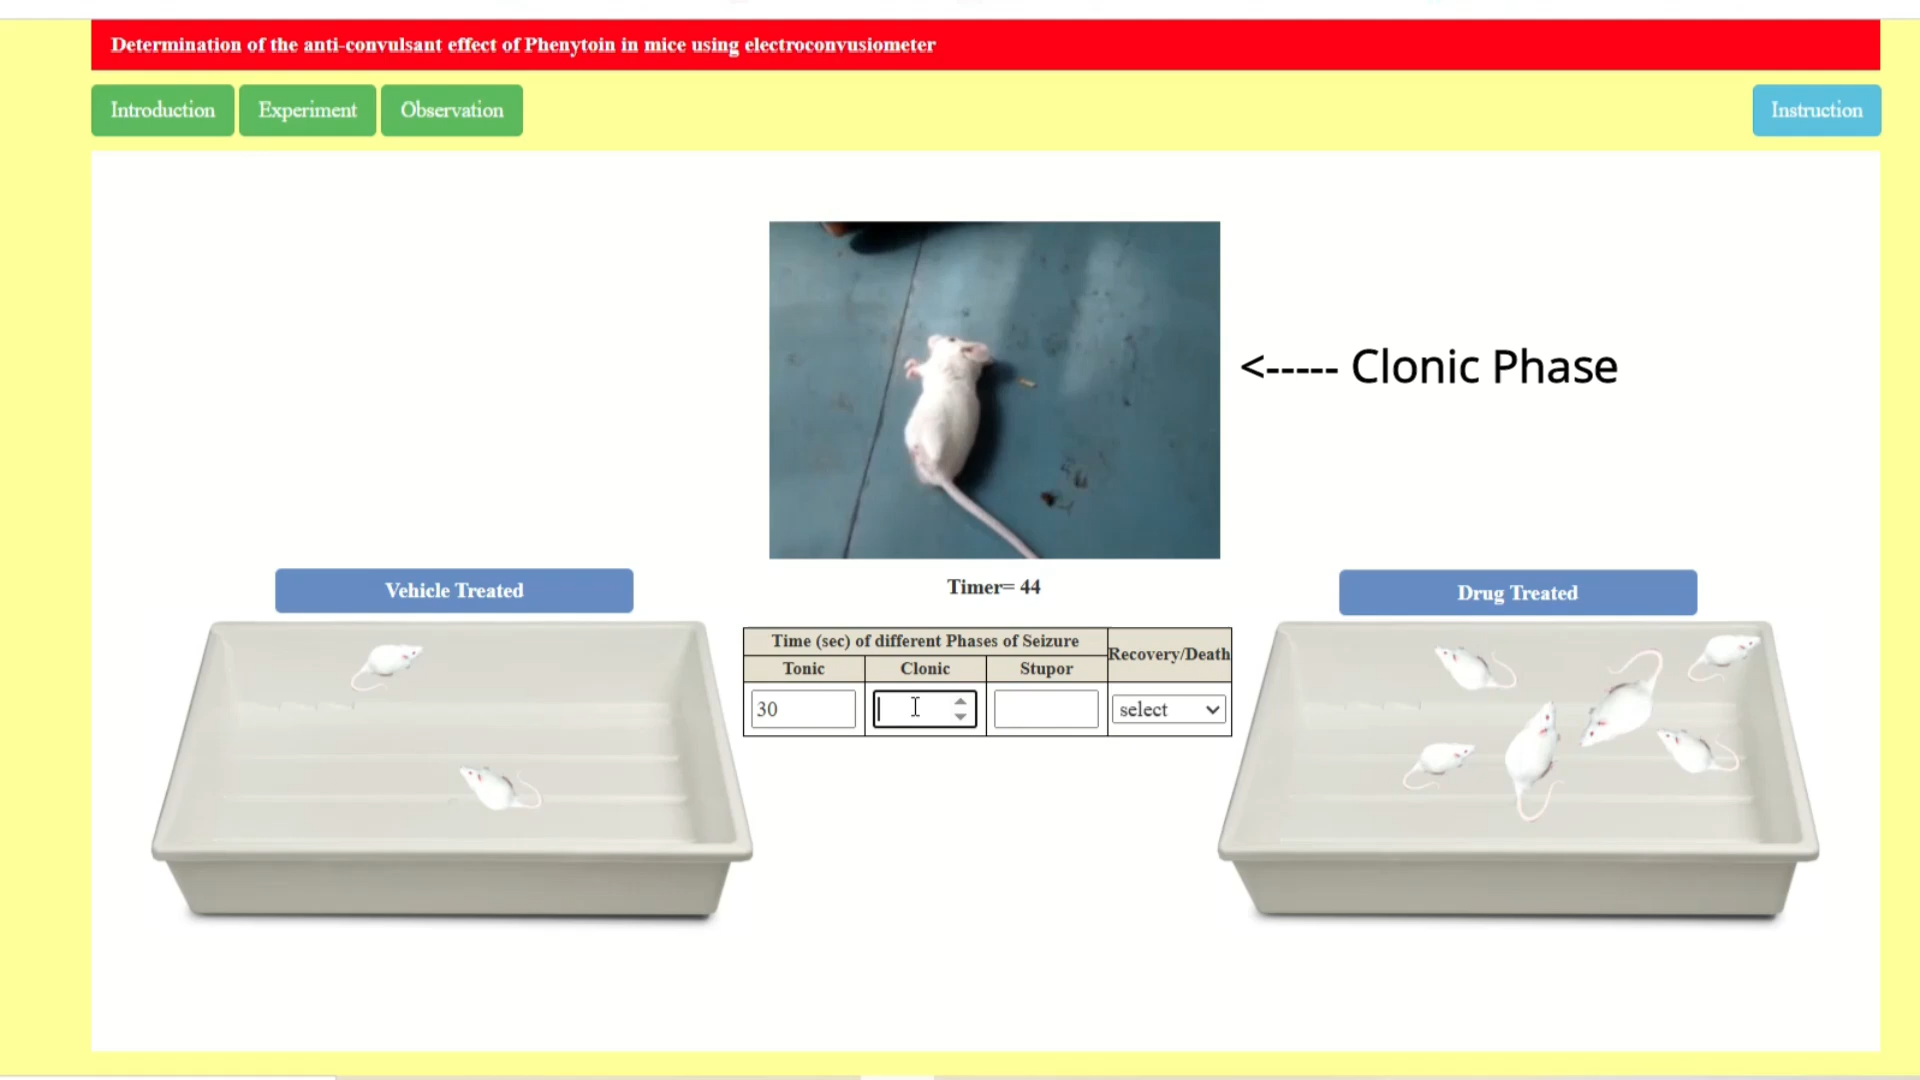 Determination of the anti-convulsant effect of Phenytoin in mice using electroconvusiometer
Introduction
Experiment
Observation
Instruction
<----- Clonic Phase
Vehicle Treated
Timer= 44
Drug Treated
Time (sec) of different Phases of Seizure
Recovery/Death
Tonic
Clonic
Stupor
30
select